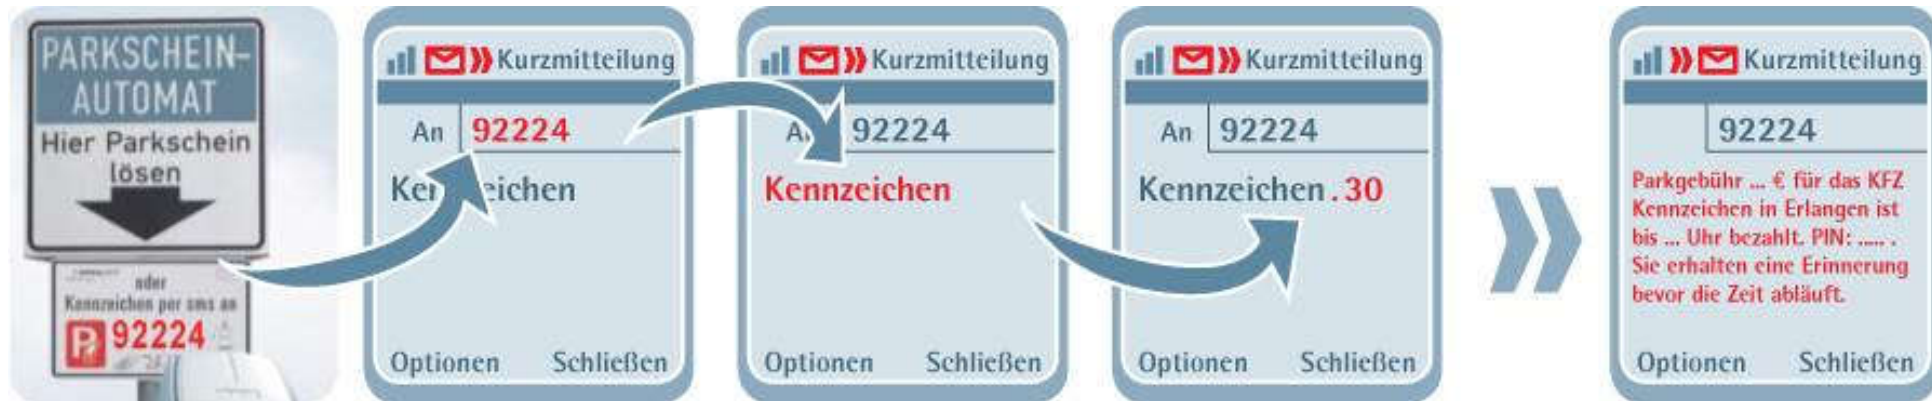 PARKSCHEIN-
AUTOMAT
Hier Parkschein
lösen
oder
Kennzeichen per sms an
92224
Kurzmitteilung
An 92224
Kennzeichen
Optionen Schließen
Kurzmitteilung
An 92224
Kennzeichen
Optionen Schließen
Kurzmitteilung
An 92224
Kennzeichen.30
Optionen Schließen
Kurzmitteilung
92224
Parkgebühr ... € für das KFZ
Kennzeichen in Erlangen ist
bis ... Uhr bezahlt. PIN: ..... .
Sie erhalten eine Erinnerung
bevor die Zeit abläuft.
Optionen Schließen